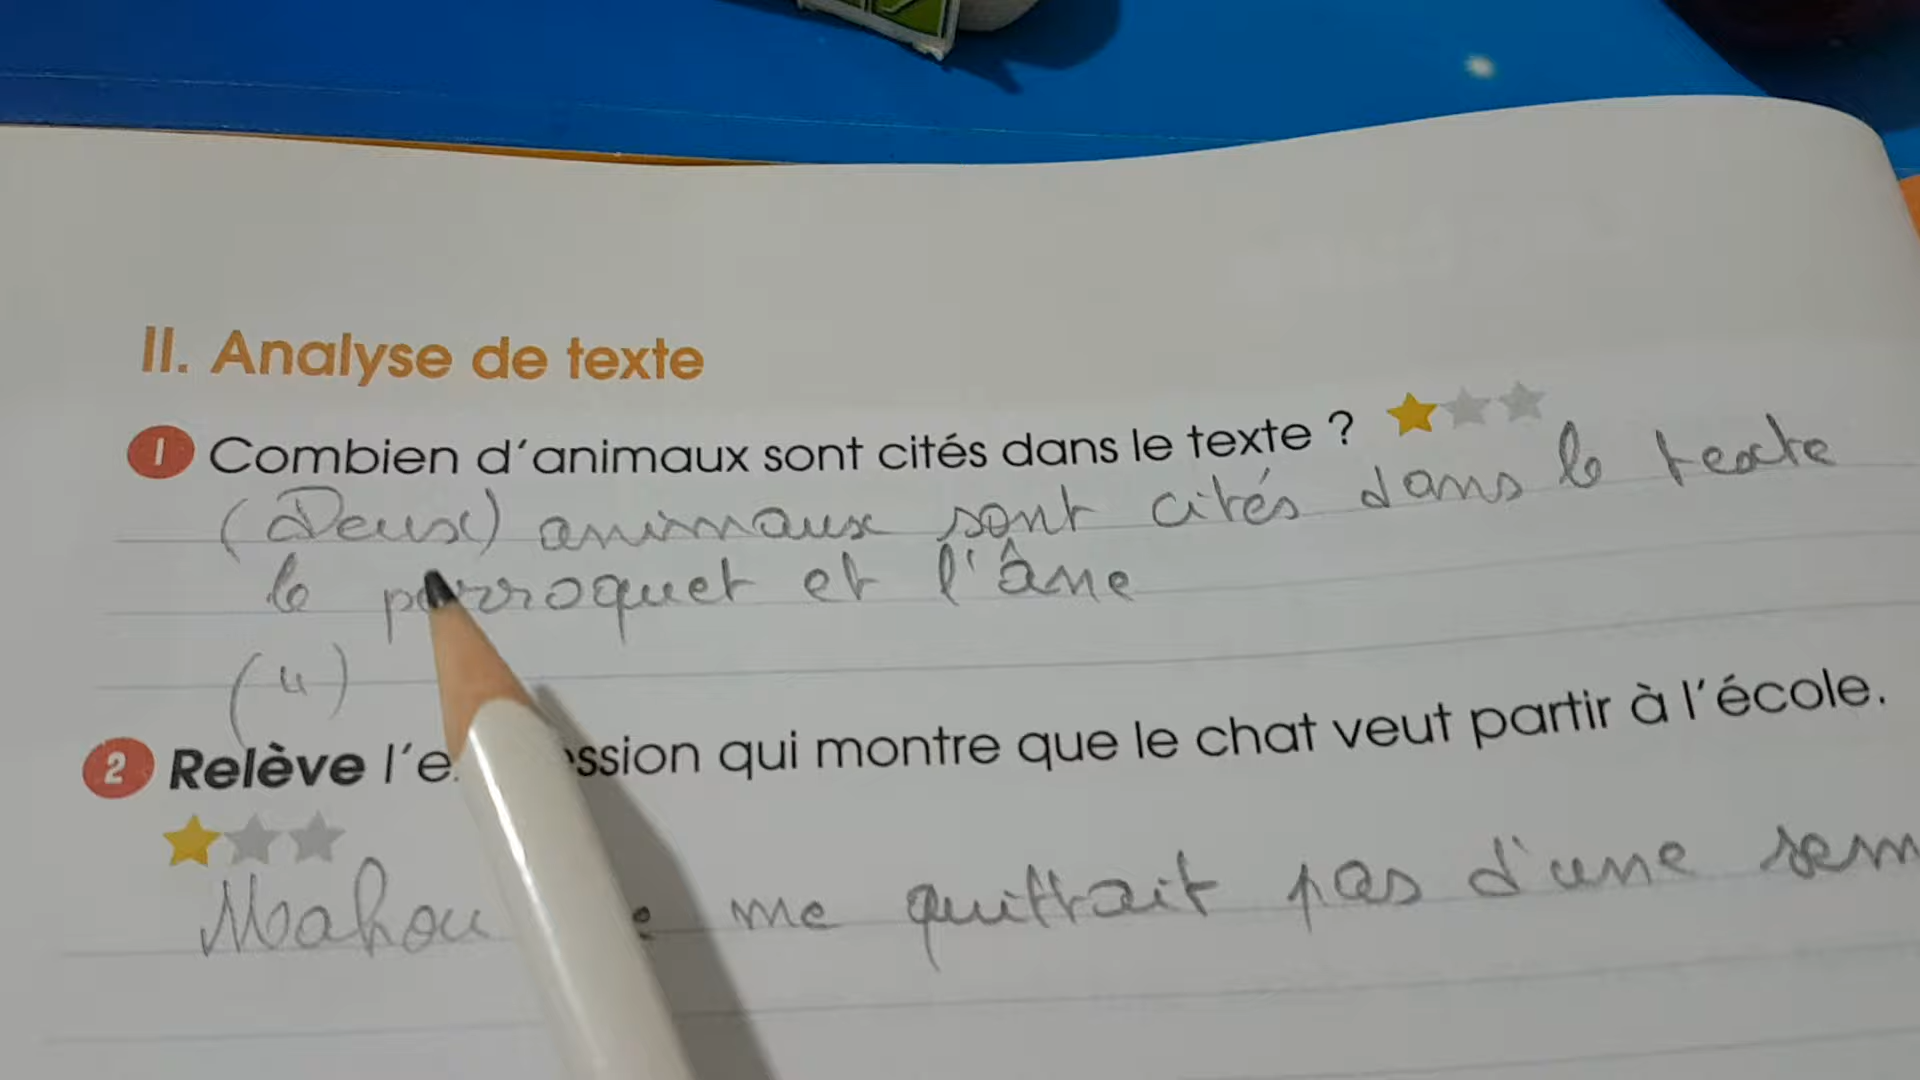 II. Analyse de texte
1 Combien d'animaux sont cités dans le texte ?
(Deux) animaux sont cités dans le texte
le perroquet et l'âne
(4)
2 Relève l'e ssion qui montre que le chat veut partir à l'école.
Mahou me quittait pas d'une sem